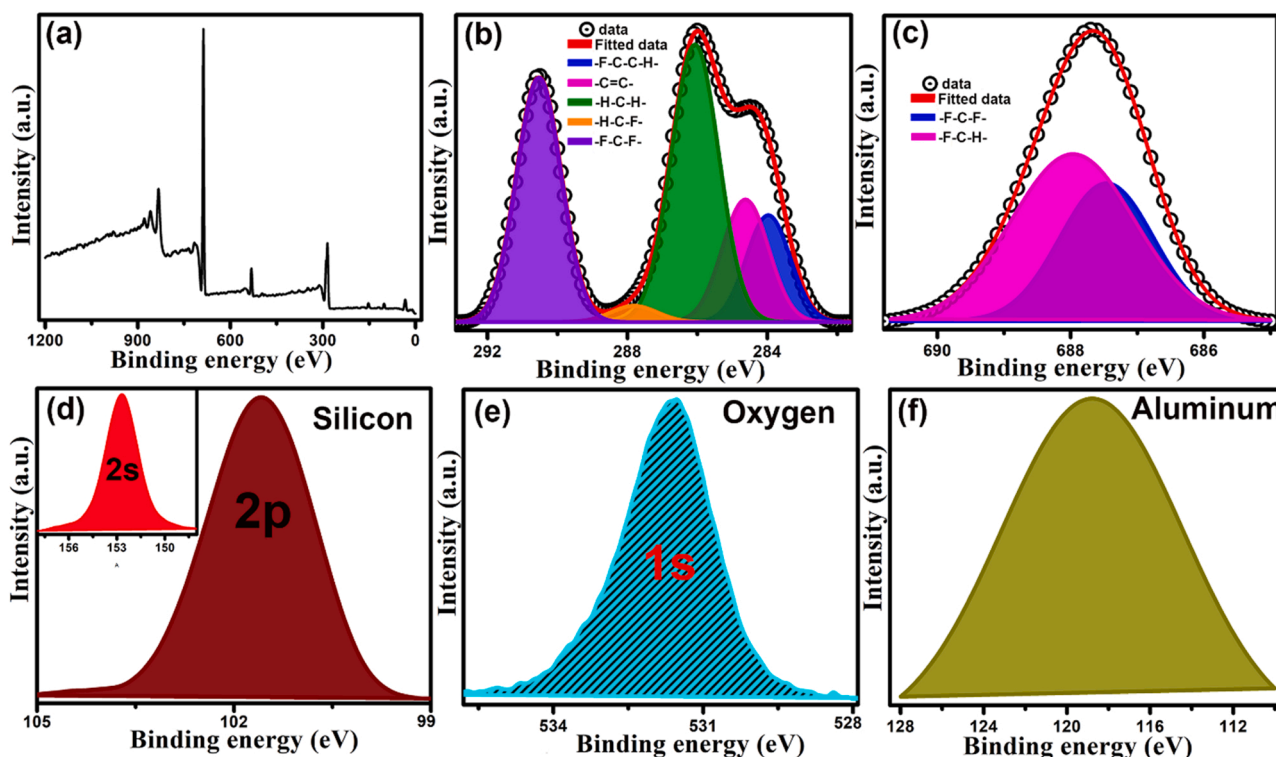 (a)
Intensity (a.u.)
1200 900 600 300 0
Binding energy (eV)
(b)
data
Fitted data
-F-C-C-H-
-C=C-
-H-C-H-
-H-C-F-
-F-C-F-
Intensity (a.u.)
292 288 284
Binding energy (eV)
(c)
data
Fitted data
-F-C-F-
-F-C-H-
Intensity (a.u.)
690 688 686
Binding energy (eV)
(d)
Silicon
2s
156 153 150
A
2p
Intensity (a.u.)
105 102 99
Binding energy (eV)
(e)
Oxygen
1s
Intensity (a.u.)
534 531 528
Binding energy (eV)
(f)
Aluminum
Intensity (a.u.)
128 124 120 116 112
Binding energy (eV)